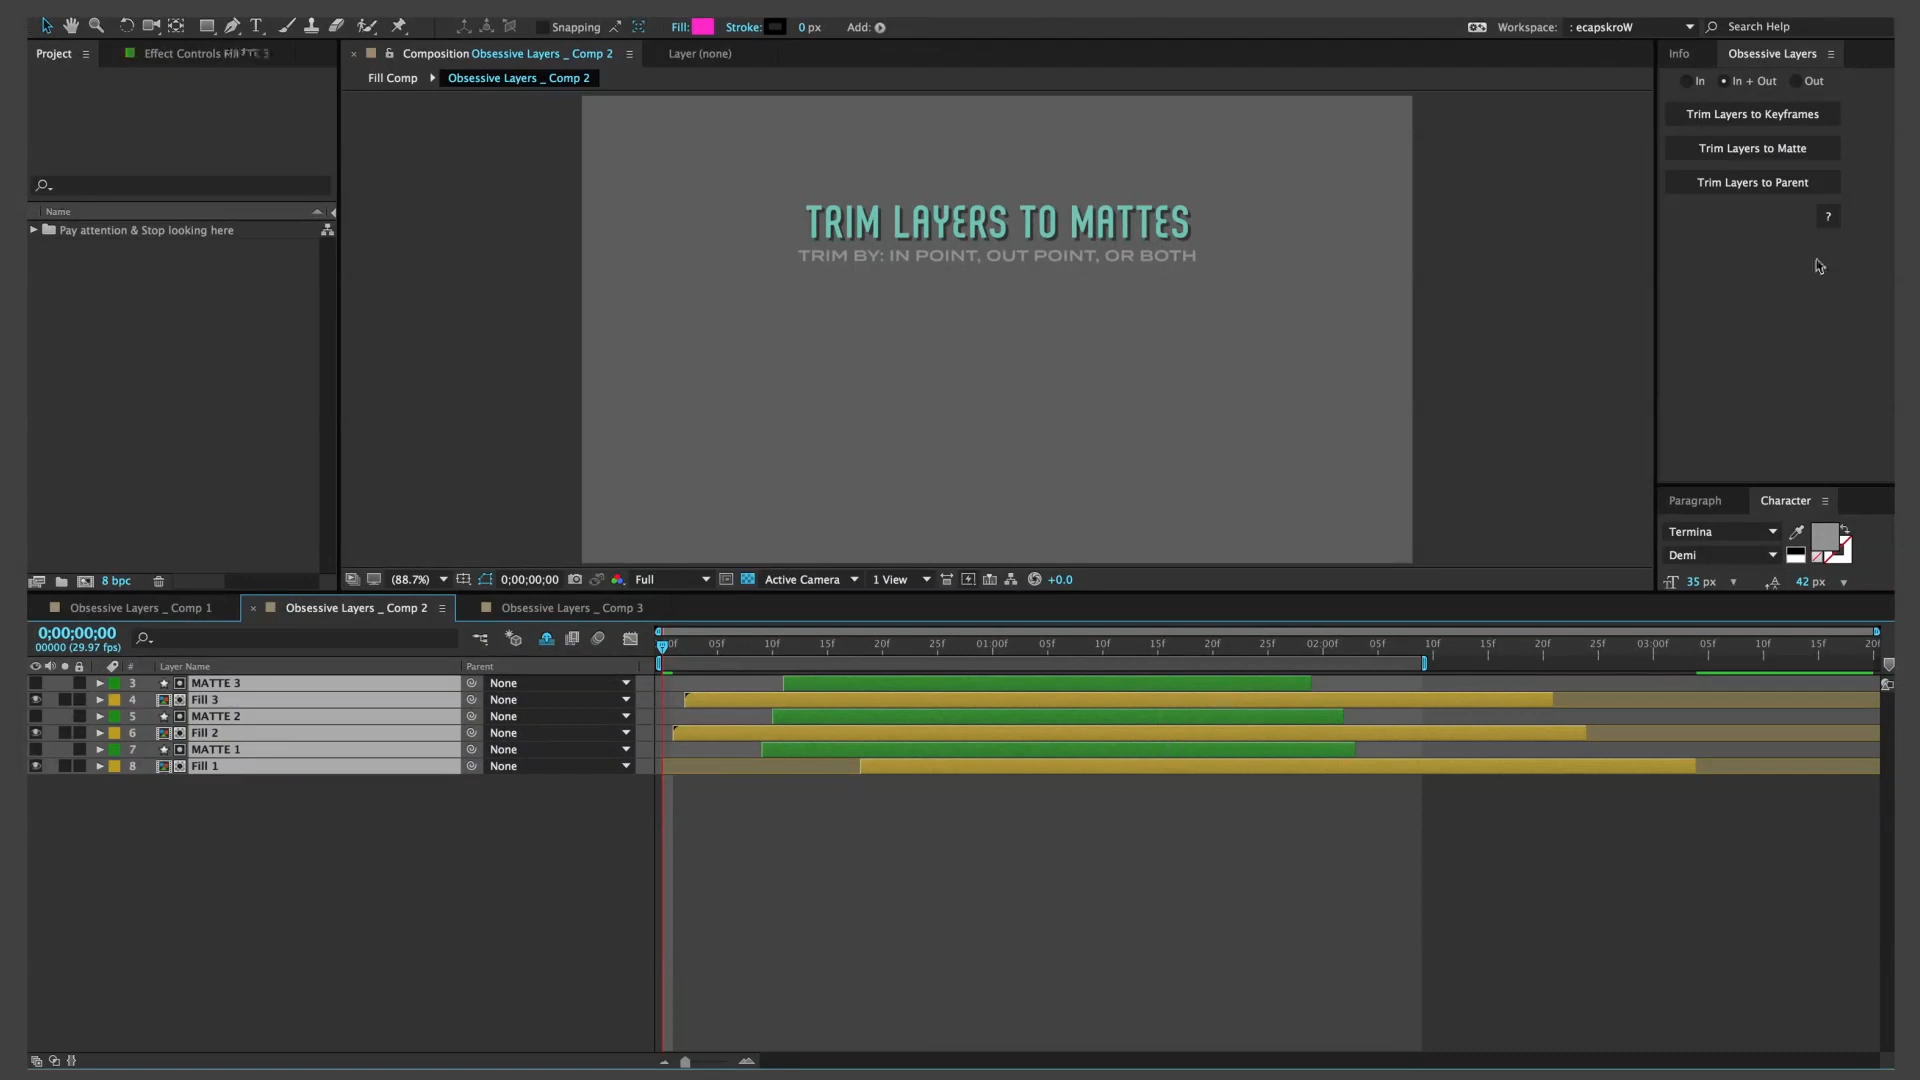 Snapping
Fill:
Stroke:
0 px
Add:
Workspace:
: ecapskroW
Search Help
Project
Effect Controls
Composition Obsessive Layers _ Comp 2
Layer (none)
Info
Obsessive Layers
Fill Comp
Obsessive Layers _ Comp 2
In
In + Out
Out
Trim Layers to Keyframes
Trim Layers to Matte
Trim Layers to Parent
?
TRIM LAYERS TO MATTES
TRIM BY: IN POINT, OUT POINT, OR BOTH
Name
Pay attention & Stop looking here
Paragraph
Character
Termina
Demi
35 px
42 px
8 bpc
(88.7%)
0;00;00;00
Full
Active Camera
1 View
+0.0
Obsessive Layers _ Comp 1
Obsessive Layers _ Comp 2
Obsessive Layers _ Comp 3
0;00;00;00
00000 (29.97 fps)
05f 10f 15f 20f 25f 01:00f 05f 10f 15f 20f 25f 02:00f 05f 10f 15f 20f 25f 03:00f 05f 10f 15f 20f
# Layer Name Parent
3 MATTE 3 None
4 Fill 3 None
5 MATTE 2 None
6 Fill 2 None
7 MATTE 1 None
8 Fill 1 None